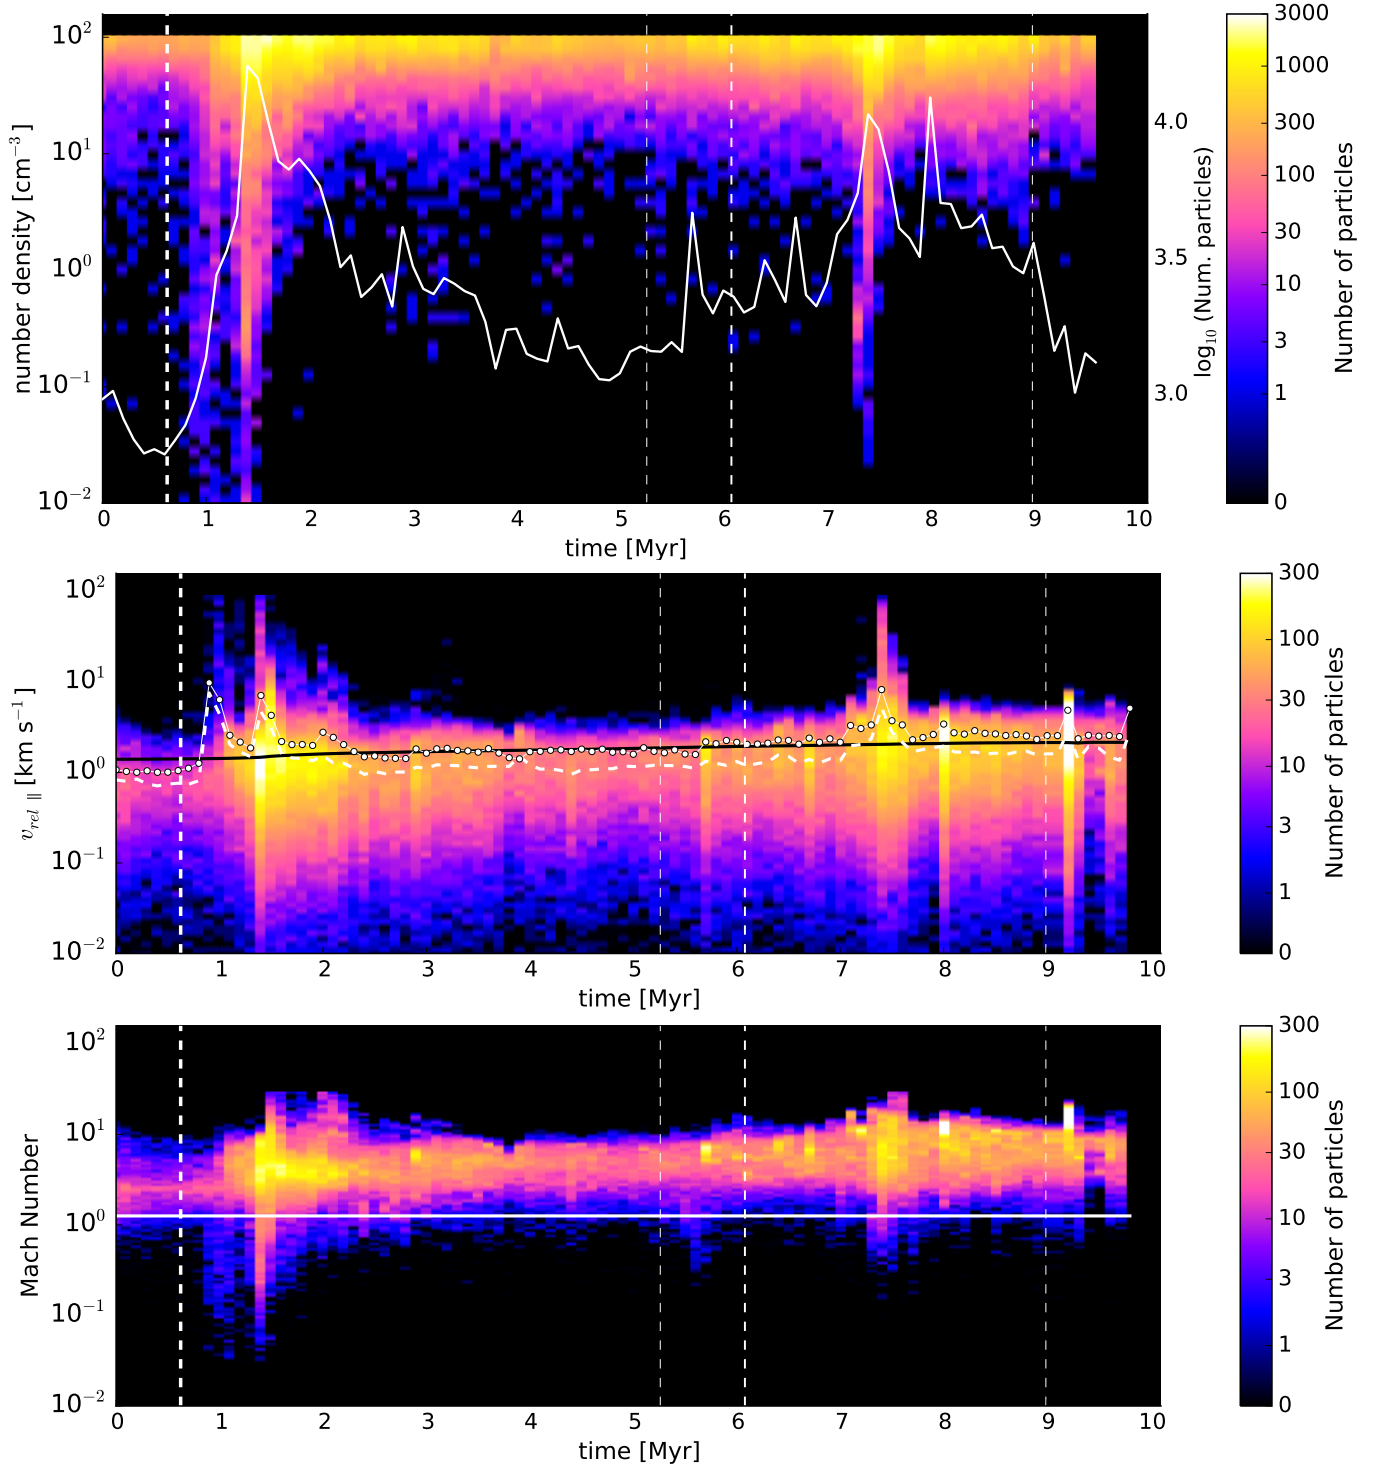 10² 10¹ 10⁰ 10⁻¹ 10⁻²
number density [cm⁻³]
4.0 3.5 3.0
log₁₀ (Num. particles)
0 1 2 3 4 5 6 7 8 9 10
time [Myr]
3000 1000 300 100 30 10 3 1 0
Number of particles
10² 10¹ 10⁰ 10⁻¹ 10⁻²
v_rel ∥ [km s⁻¹]
0 1 2 3 4 5 6 7 8 9 10
time [Myr]
300 100 30 10 3 1 0
Number of particles
10² 10¹ 10⁰ 10⁻¹ 10⁻²
Mach Number
0 1 2 3 4 5 6 7 8 9 10
time [Myr]
300 100 30 10 3 1 0
Number of particles